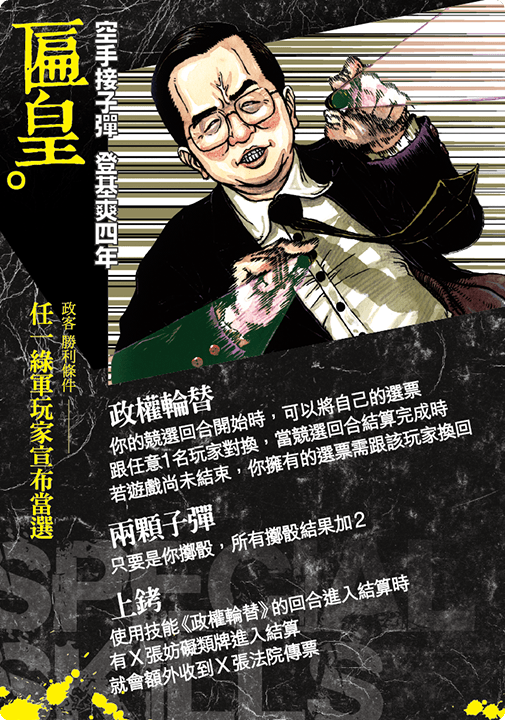 匾皇。
空手接子彈 登基爽四年
政客 勝利條件
任一綠軍玩家宣布當選
政權輪替
你的競選回合開始時，可以將自己的選票
跟任意1名玩家對換，當競選回合結算完成時
若遊戲尚未結束，你擁有的選票需跟該玩家換回
兩顆子彈
只要是你擲骰，所有擲骰結果加2
上銬
使用技能《政權輪替》的回合進入結算時
有X張妨礙類牌進入結算
就會額外收到X張法院傳票
SPECIAL
SKILLS